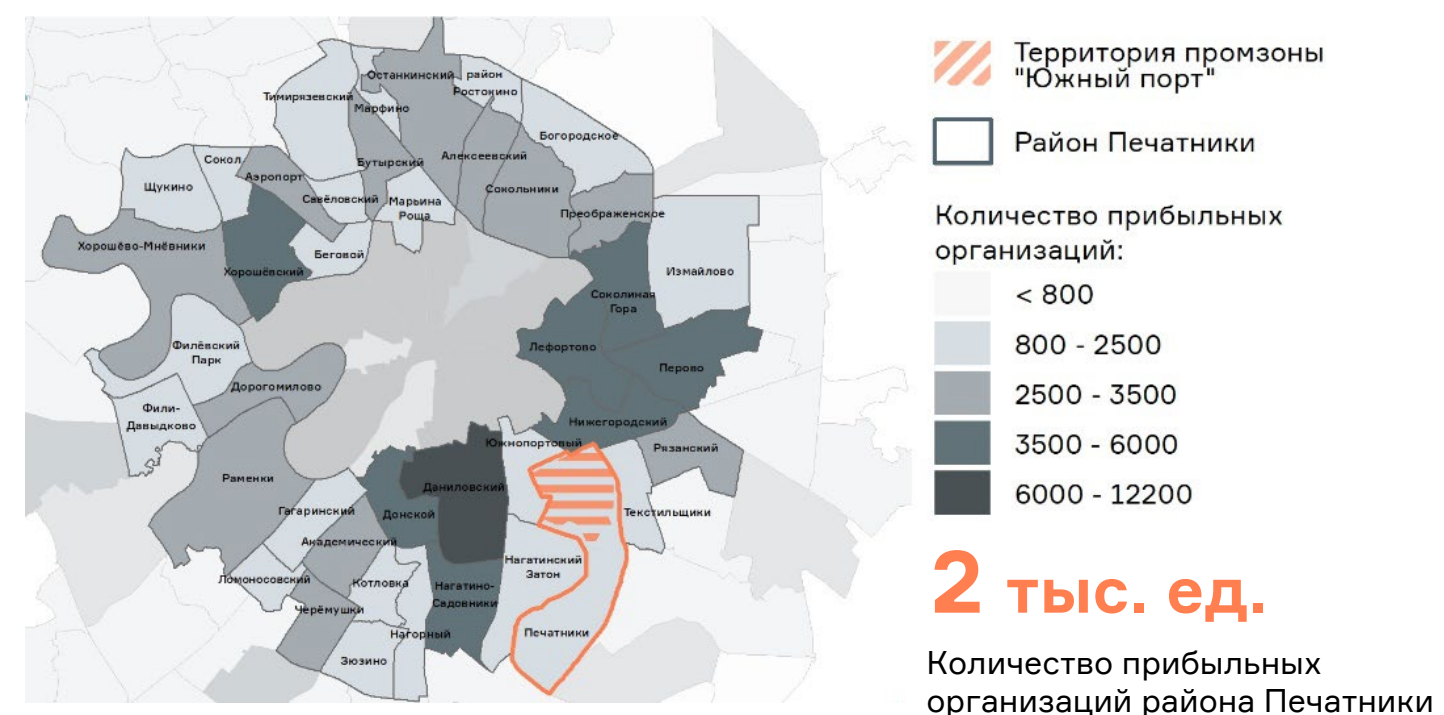 Останкинский
район
Ростокино
Тимирязевский
Марфино
Богородское
Бутырский
Алексеевский
Сокол
Аэропорт
Щукино
Савёловский
Марьина
Роща
Сокольники
Преображенское
Хорошёво-Мнёвники
Беговой
Хорошёвский
Измайлово
Соколиная
Гора
Филёвский
Парк
Лефортово
Перово
Дорогомилово
Фили-
Давыдково
Нижегородский
Южнопортовый
Рязанский
Раменки
Даниловский
Гагаринский
Донской
Текстильщики
Академический
Нагатинский
Затон
Ломоносовский
Котловка
Нагатино-
Садовники
Черёмушки
Нагорный
Печатники
Зюзино
Территория промзоны
"Южный порт"
Район Печатники
Количество прибыльных
организаций:
< 800
800 - 2500
2500 - 3500
3500 - 6000
6000 - 12200
2 тыс. ед.
Количество прибыльных
организаций района Печатники